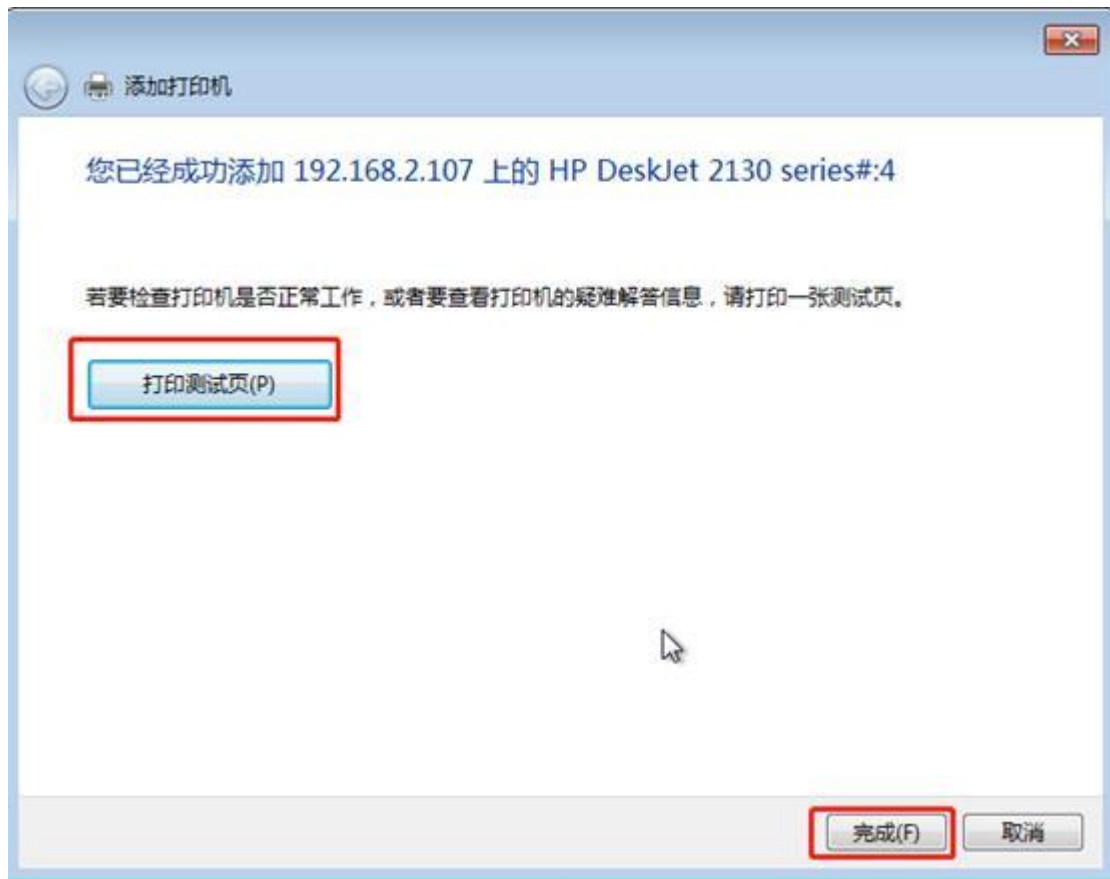 添加打印机
您已经成功添加 192.168.2.107 上的 HP DeskJet 2130 series#:4
若要检查打印机是否正常工作，或者要查看打印机的疑难解答信息，请打印一张测试页。
打印测试页(P)
完成(F)
取消